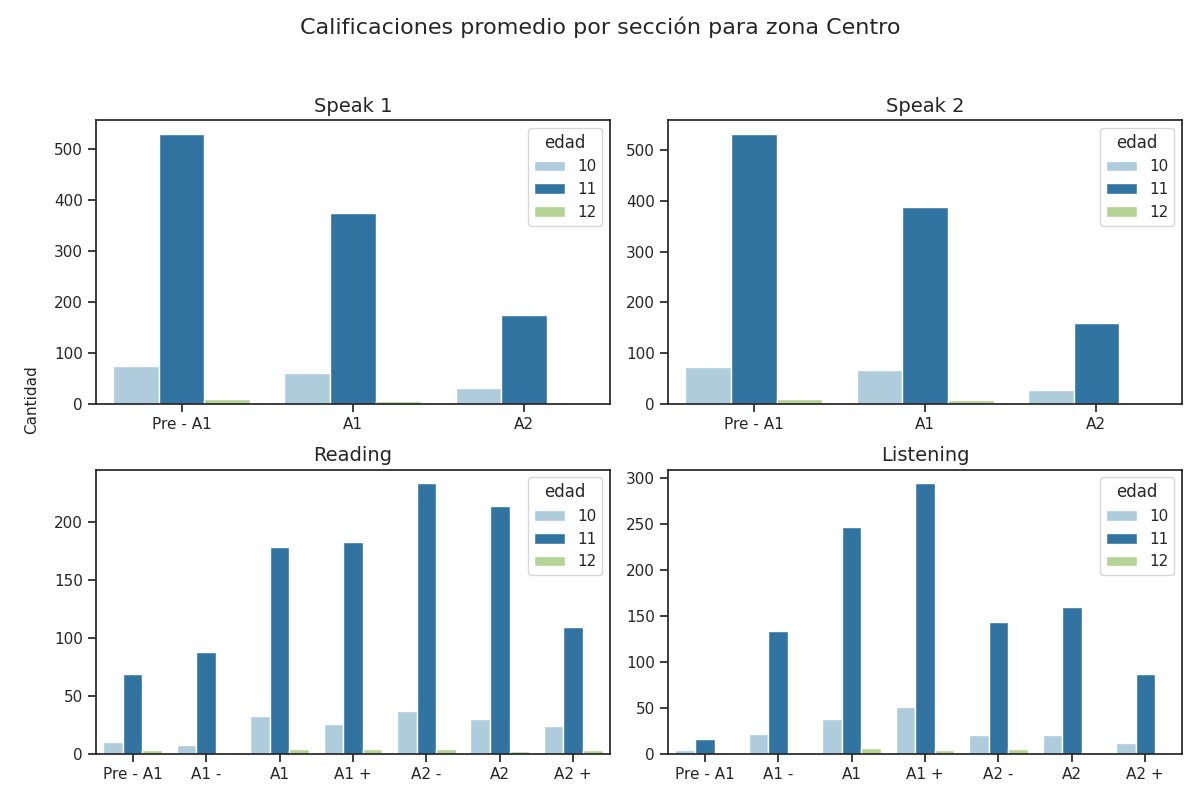 Calificaciones promedio por sección para zona Centro
Cantidad
Speak 1
500
400
300
200
100
0
Pre - A1 A1 A2
edad
10
11
12
Speak 2
500
400
300
200
100
0
Pre - A1 A1 A2
edad
10
11
12
Reading
200
150
100
50
0
Pre - A1 A1 - A1 A1 + A2 - A2 A2 +
edad
10
11
12
Listening
300
250
200
150
100
50
0
Pre - A1 A1 - A1 A1 + A2 - A2 A2 +
edad
10
11
12